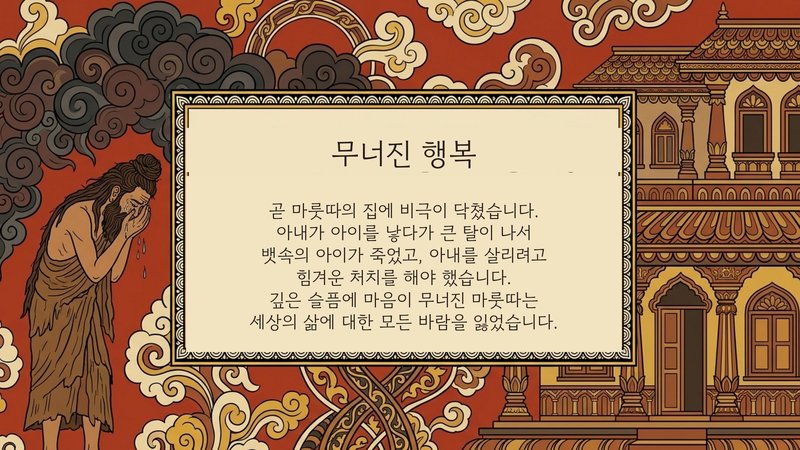 무너진 행복
곧 마룻따의 집에 비극이 닥쳤습니다.
아내가 아이를 낳다가 큰 탈이 나서
뱃속의 아이가 죽었고, 아내를 살리려고
힘겨운 처치를 해야 했습니다.
깊은 슬픔에 마음이 무너진 마룻따는
세상의 삶에 대한 모든 바람을 잃었습니다.